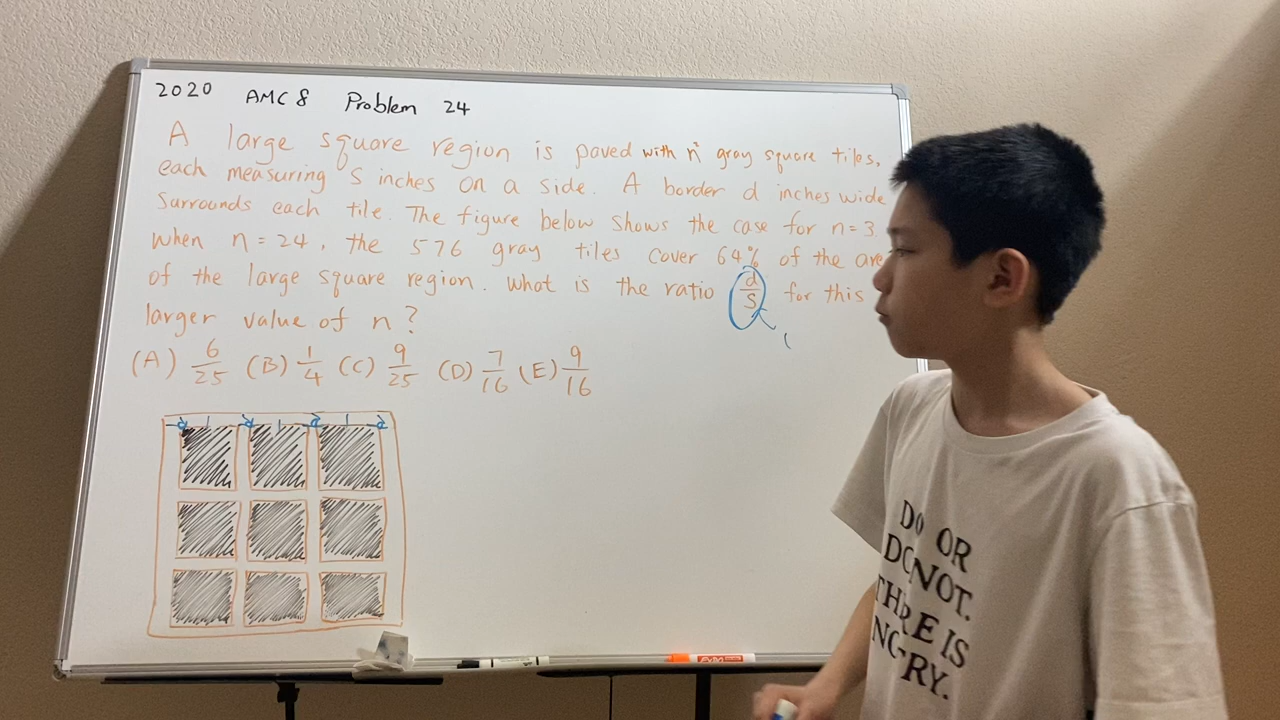 2020 AMC 8 Problem 24
A large square region is paved with n² gray square tiles,
each measuring S inches on a side. A border d inches wide
surrounds each tile. The figure below shows the case for n=3.
when n=24, the 576 gray tiles cover 64% of the are
of the large square region. What is the ratio d/S for this
larger value of n?
(A) 6/25 (B) 1/4 (C) 9/25 (D) 7/16 (E) 9/16
d 1 d 1 d 1 d
DO OR
DO NOT.
THERE IS